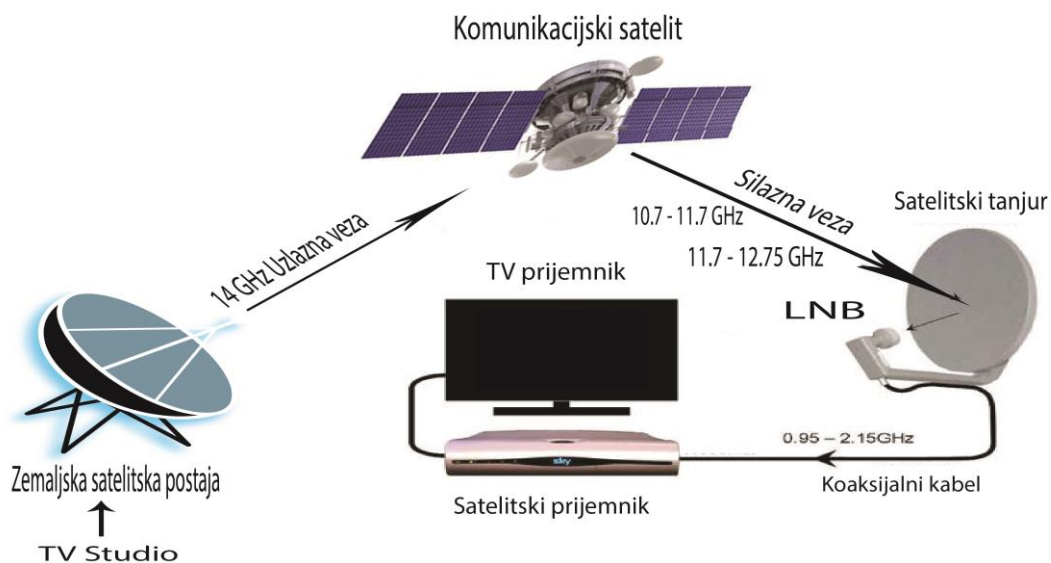 Komunikacijski satelit
14 GHz Uzlazna veza
Silazna veza
10.7 - 11.7 GHz
11.7 - 12.75 GHz
Satelitski tanjur
TV prijemnik
LNB
sky
0.95 – 2.15GHz
Zemaljska satelitska postaja
Satelitski prijemnik
Koaksijalni kabel
TV Studio